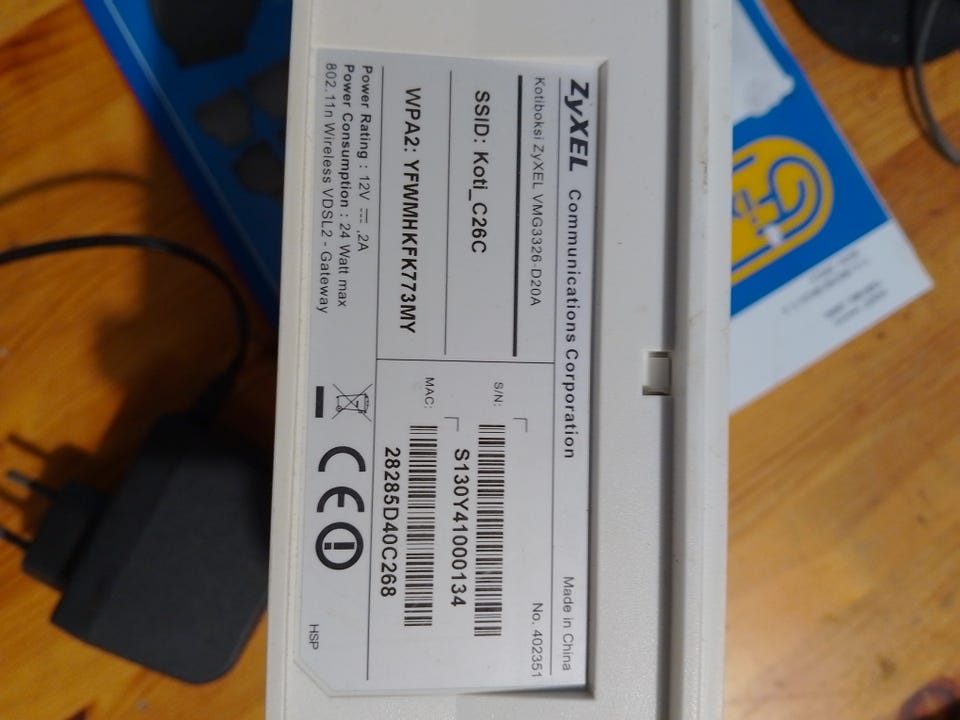 ZyXEL Communications Corporation Made in China
Kotiboksi ZyXEL VMG3326-D20A
No. 402351
SSID: Koti_C26C
WPA2: YFWMHKFK773MY
S/N:
S130Y41000134
MAC:
28285D40C268
Power Rating : 12V ⎓ ,2A
Power Consumption : 24 Watt max
802.11n Wireless VDSL2 - Gateway
CE
HSP